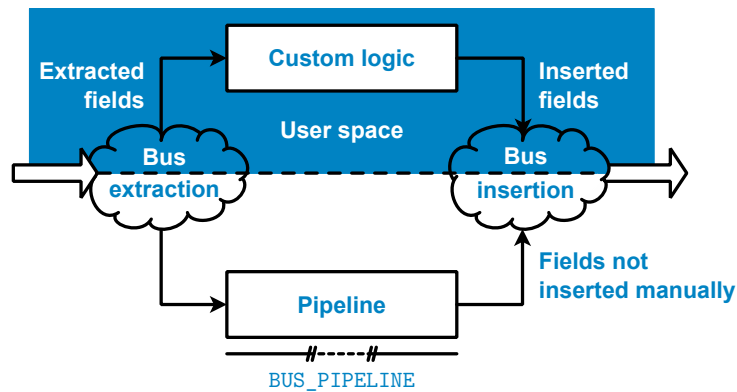 Custom logic
Extracted
fields
Inserted
fields
User space
Bus
extraction
Bus
insertion
Pipeline
Fields not
inserted manually
BUS_PIPELINE